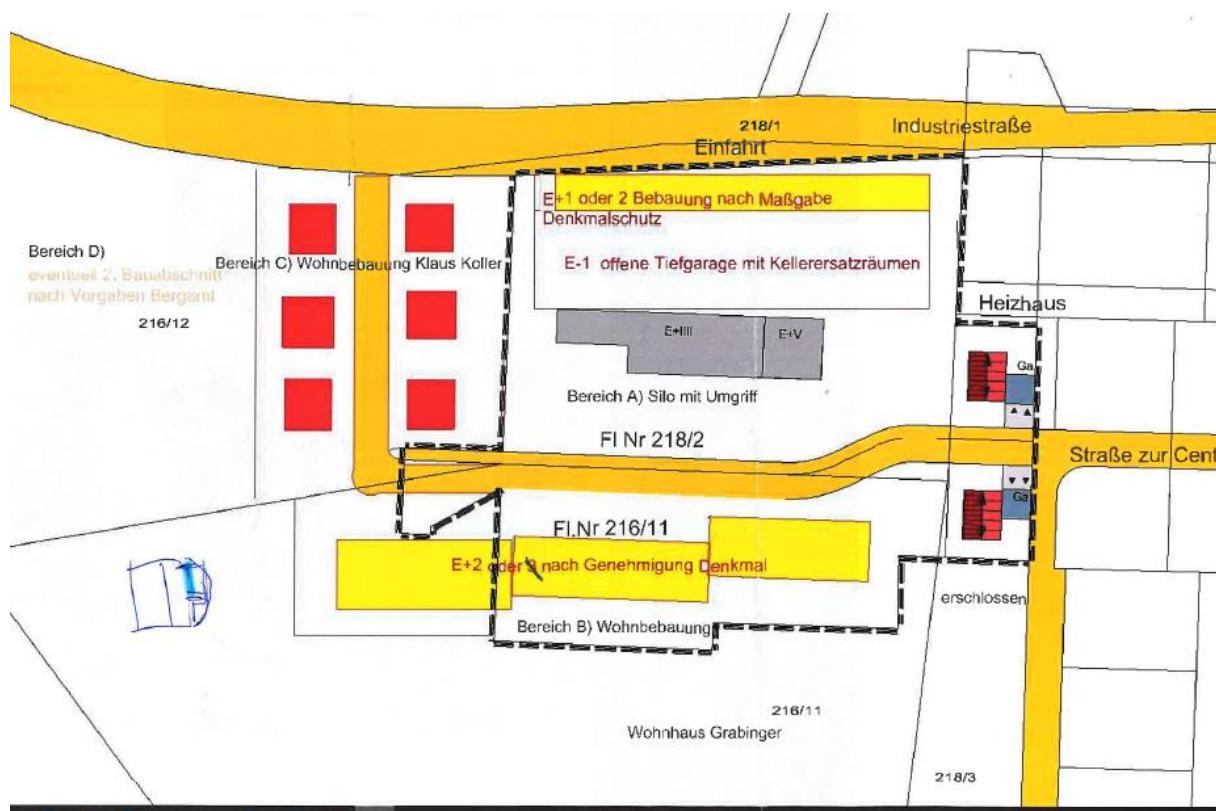 218/1
Industriestraße
Einfahrt
E+1 oder 2 Bebauung nach Maßgabe
Denkmalschutz
E-1 offene Tiefgarage mit Kellerersatzräumen
Bereich D)
eventuell 2. Bauabschnitt
nach Vorgaben Bergamt
216/12
Bereich C) Wohnbebauung Klaus Koller
Heizhaus
E+IIII
E+V
Ga
Bereich A) Silo mit Umgriff
Fl Nr 218/2
Straße zur Cent
Ga
Fl.Nr 216/11
E+2 oder nach Genehmigung Denkmal
erschlossen
Bereich B) Wohnbebauung
216/11
Wohnhaus Grabinger
218/3